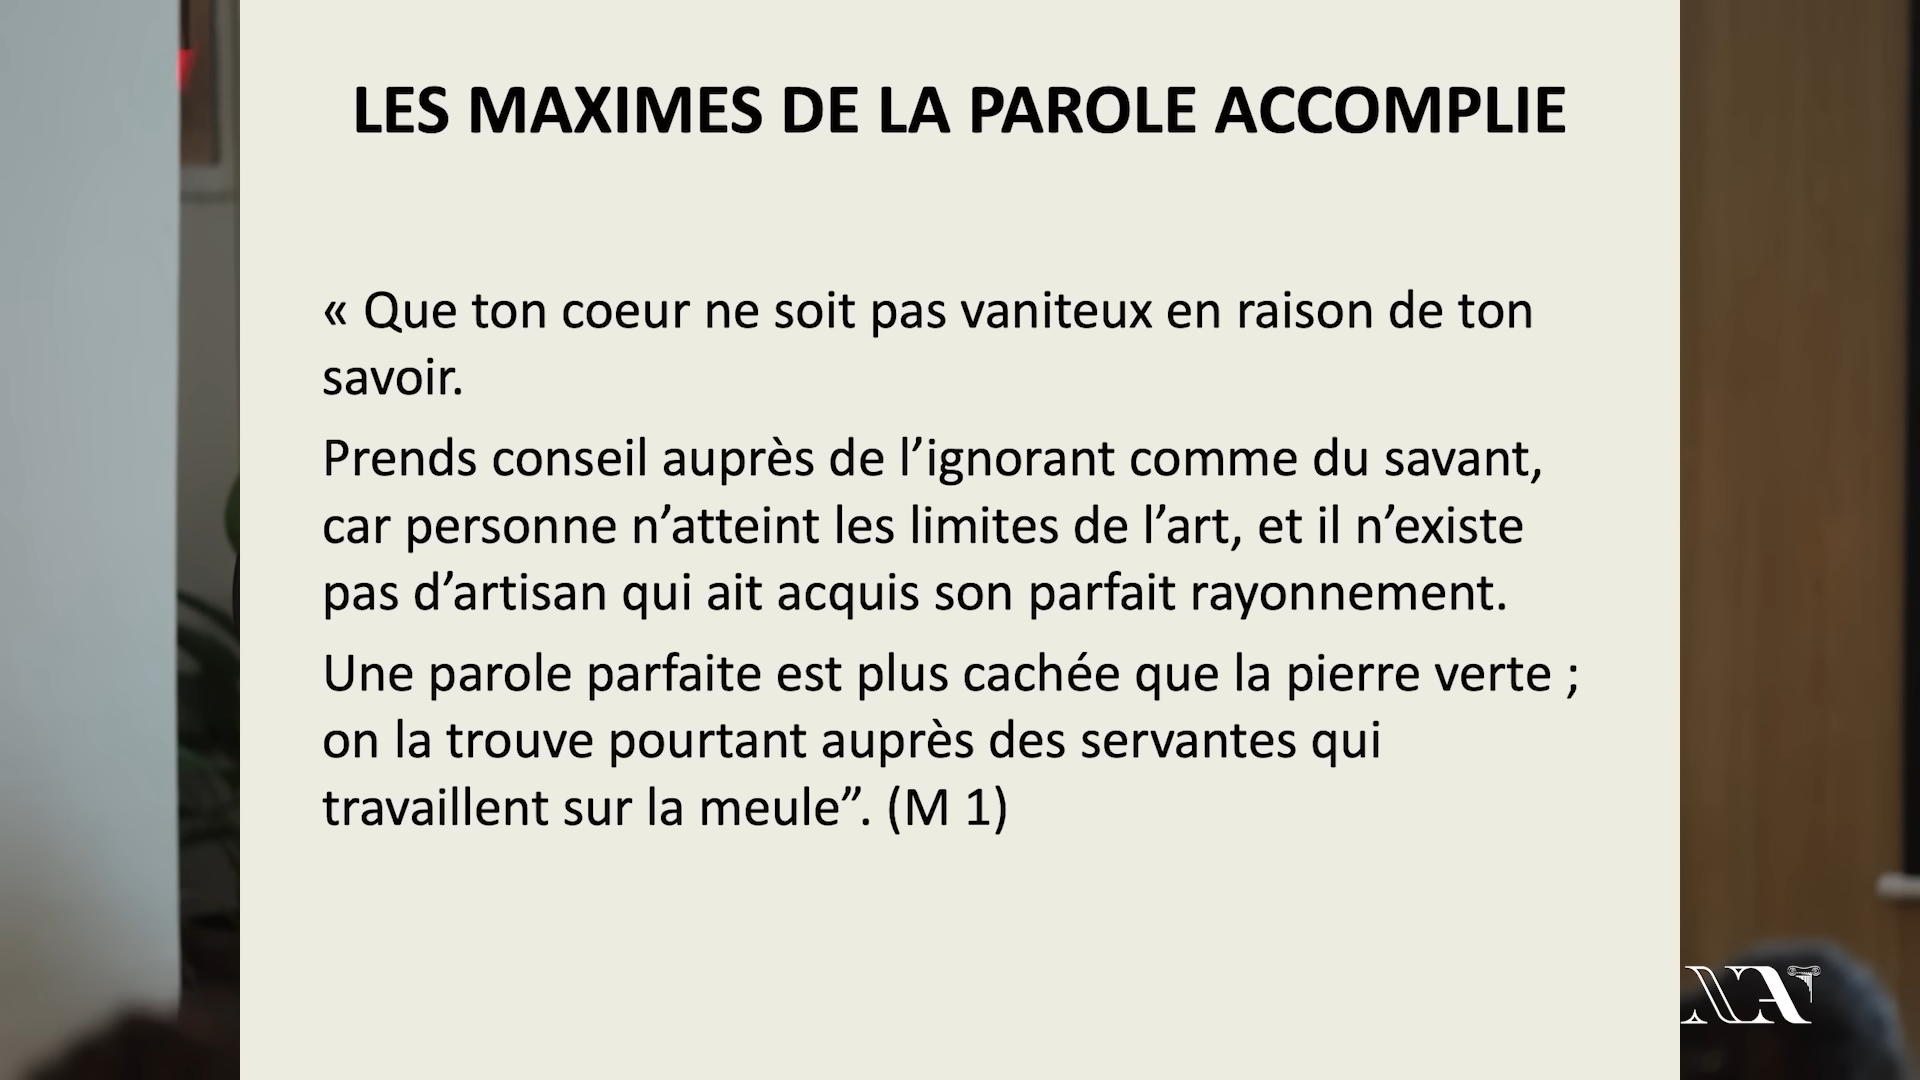 LES MAXIMES DE LA PAROLE ACCOMPLIE
« Que ton coeur ne soit pas vaniteux en raison de ton
savoir.
Prends conseil auprès de l’ignorant comme du savant,
car personne n’atteint les limites de l’art, et il n’existe
pas d’artisan qui ait acquis son parfait rayonnement.
Une parole parfaite est plus cachée que la pierre verte ;
on la trouve pourtant auprès des servantes qui
travaillent sur la meule”. (M 1)
NA